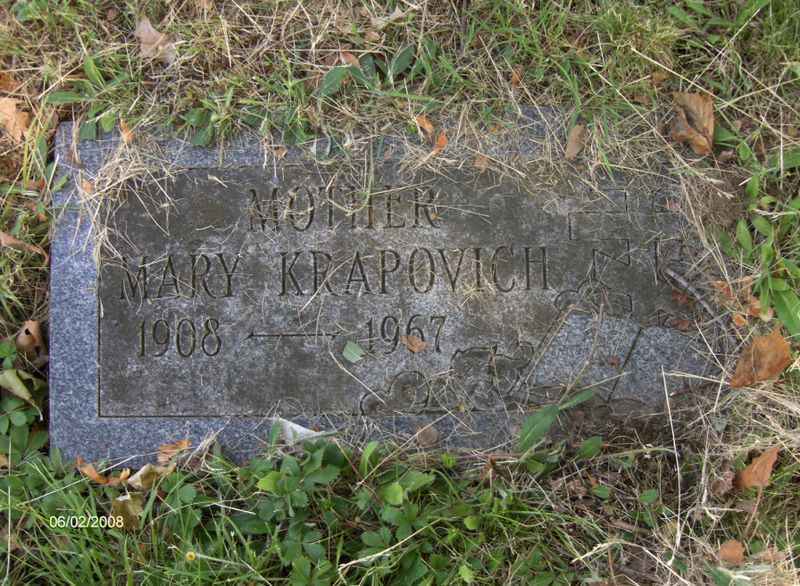 MOTHER
MARY KRAPOVICH
1908 ⟷ 1967
06/02/2008